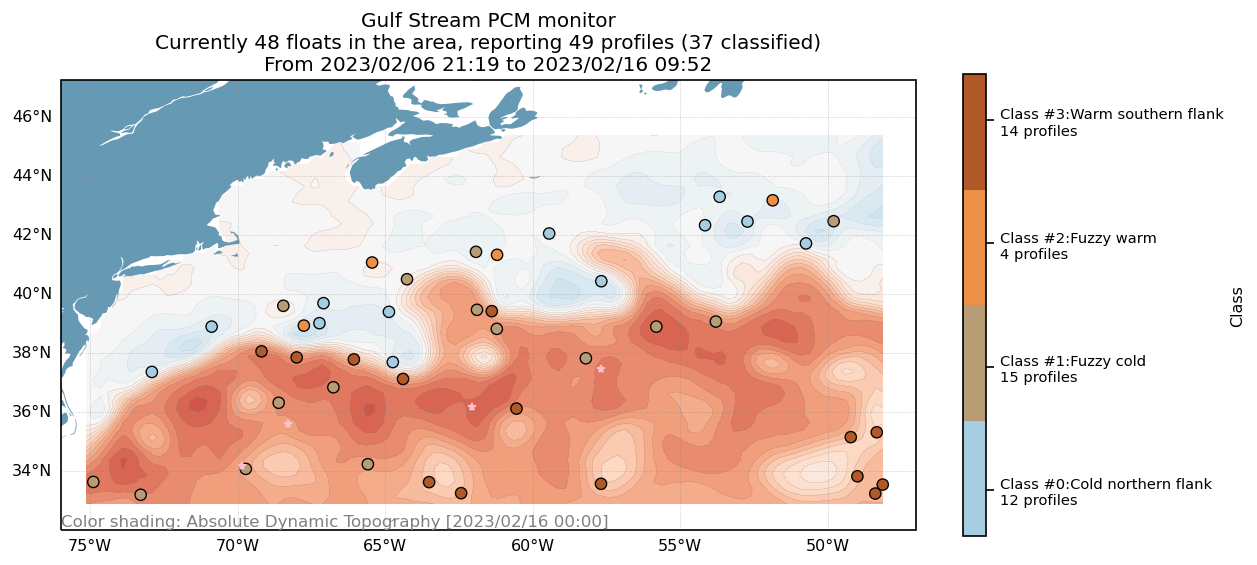 Gulf Stream PCM monitor
Currently 48 floats in the area, reporting 49 profiles (37 classified)
From 2023/02/06 21:19 to 2023/02/16 09:52
46°N
44°N
42°N
40°N
38°N
36°N
34°N
Color shading: Absolute Dynamic Topography [2023/02/16 00:00]
75°W
70°W
65°W
60°W
55°W
50°W
Class #3:Warm southern flank
14 profiles
Class #2:Fuzzy warm
4 profiles
Class #1:Fuzzy cold
15 profiles
Class #0:Cold northern flank
12 profiles
Class